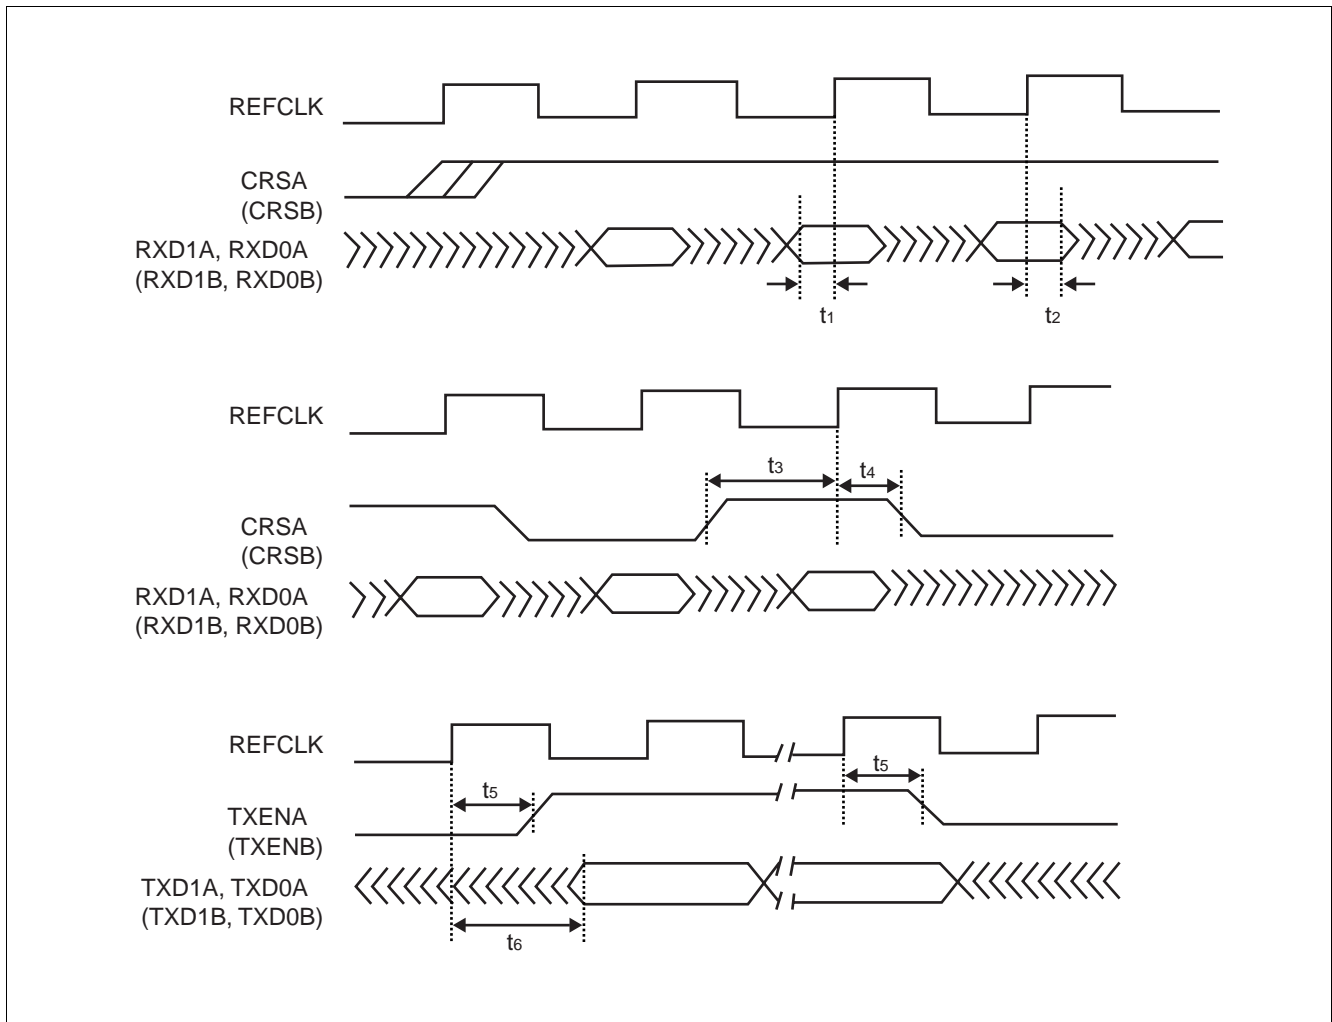 REFCLK
CRSA
(CRSB)
RXD1A, RXD0A
(RXD1B, RXD0B)
t1
t2
REFCLK
t3
t4
CRSA
(CRSB)
RXD1A, RXD0A
(RXD1B, RXD0B)
REFCLK
t5
t5
TXENA
(TXENB)
TXD1A, TXD0A
(TXD1B, TXD0B)
t6